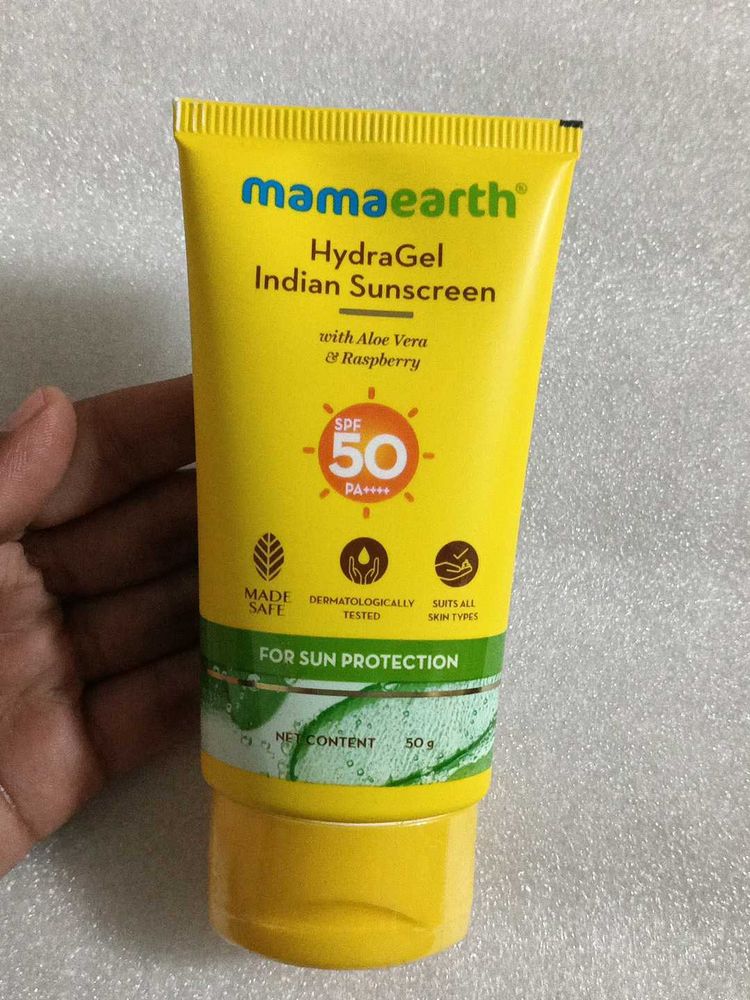 mamaearth®
HydraGel
Indian Sunscreen
with Aloe Vera
& Raspberry
SPF
50
PA++++
MADE
SAFE
DERMATOLOGICALLY
TESTED
SUITS ALL
SKIN TYPES
FOR SUN PROTECTION
NET CONTENT 50 g